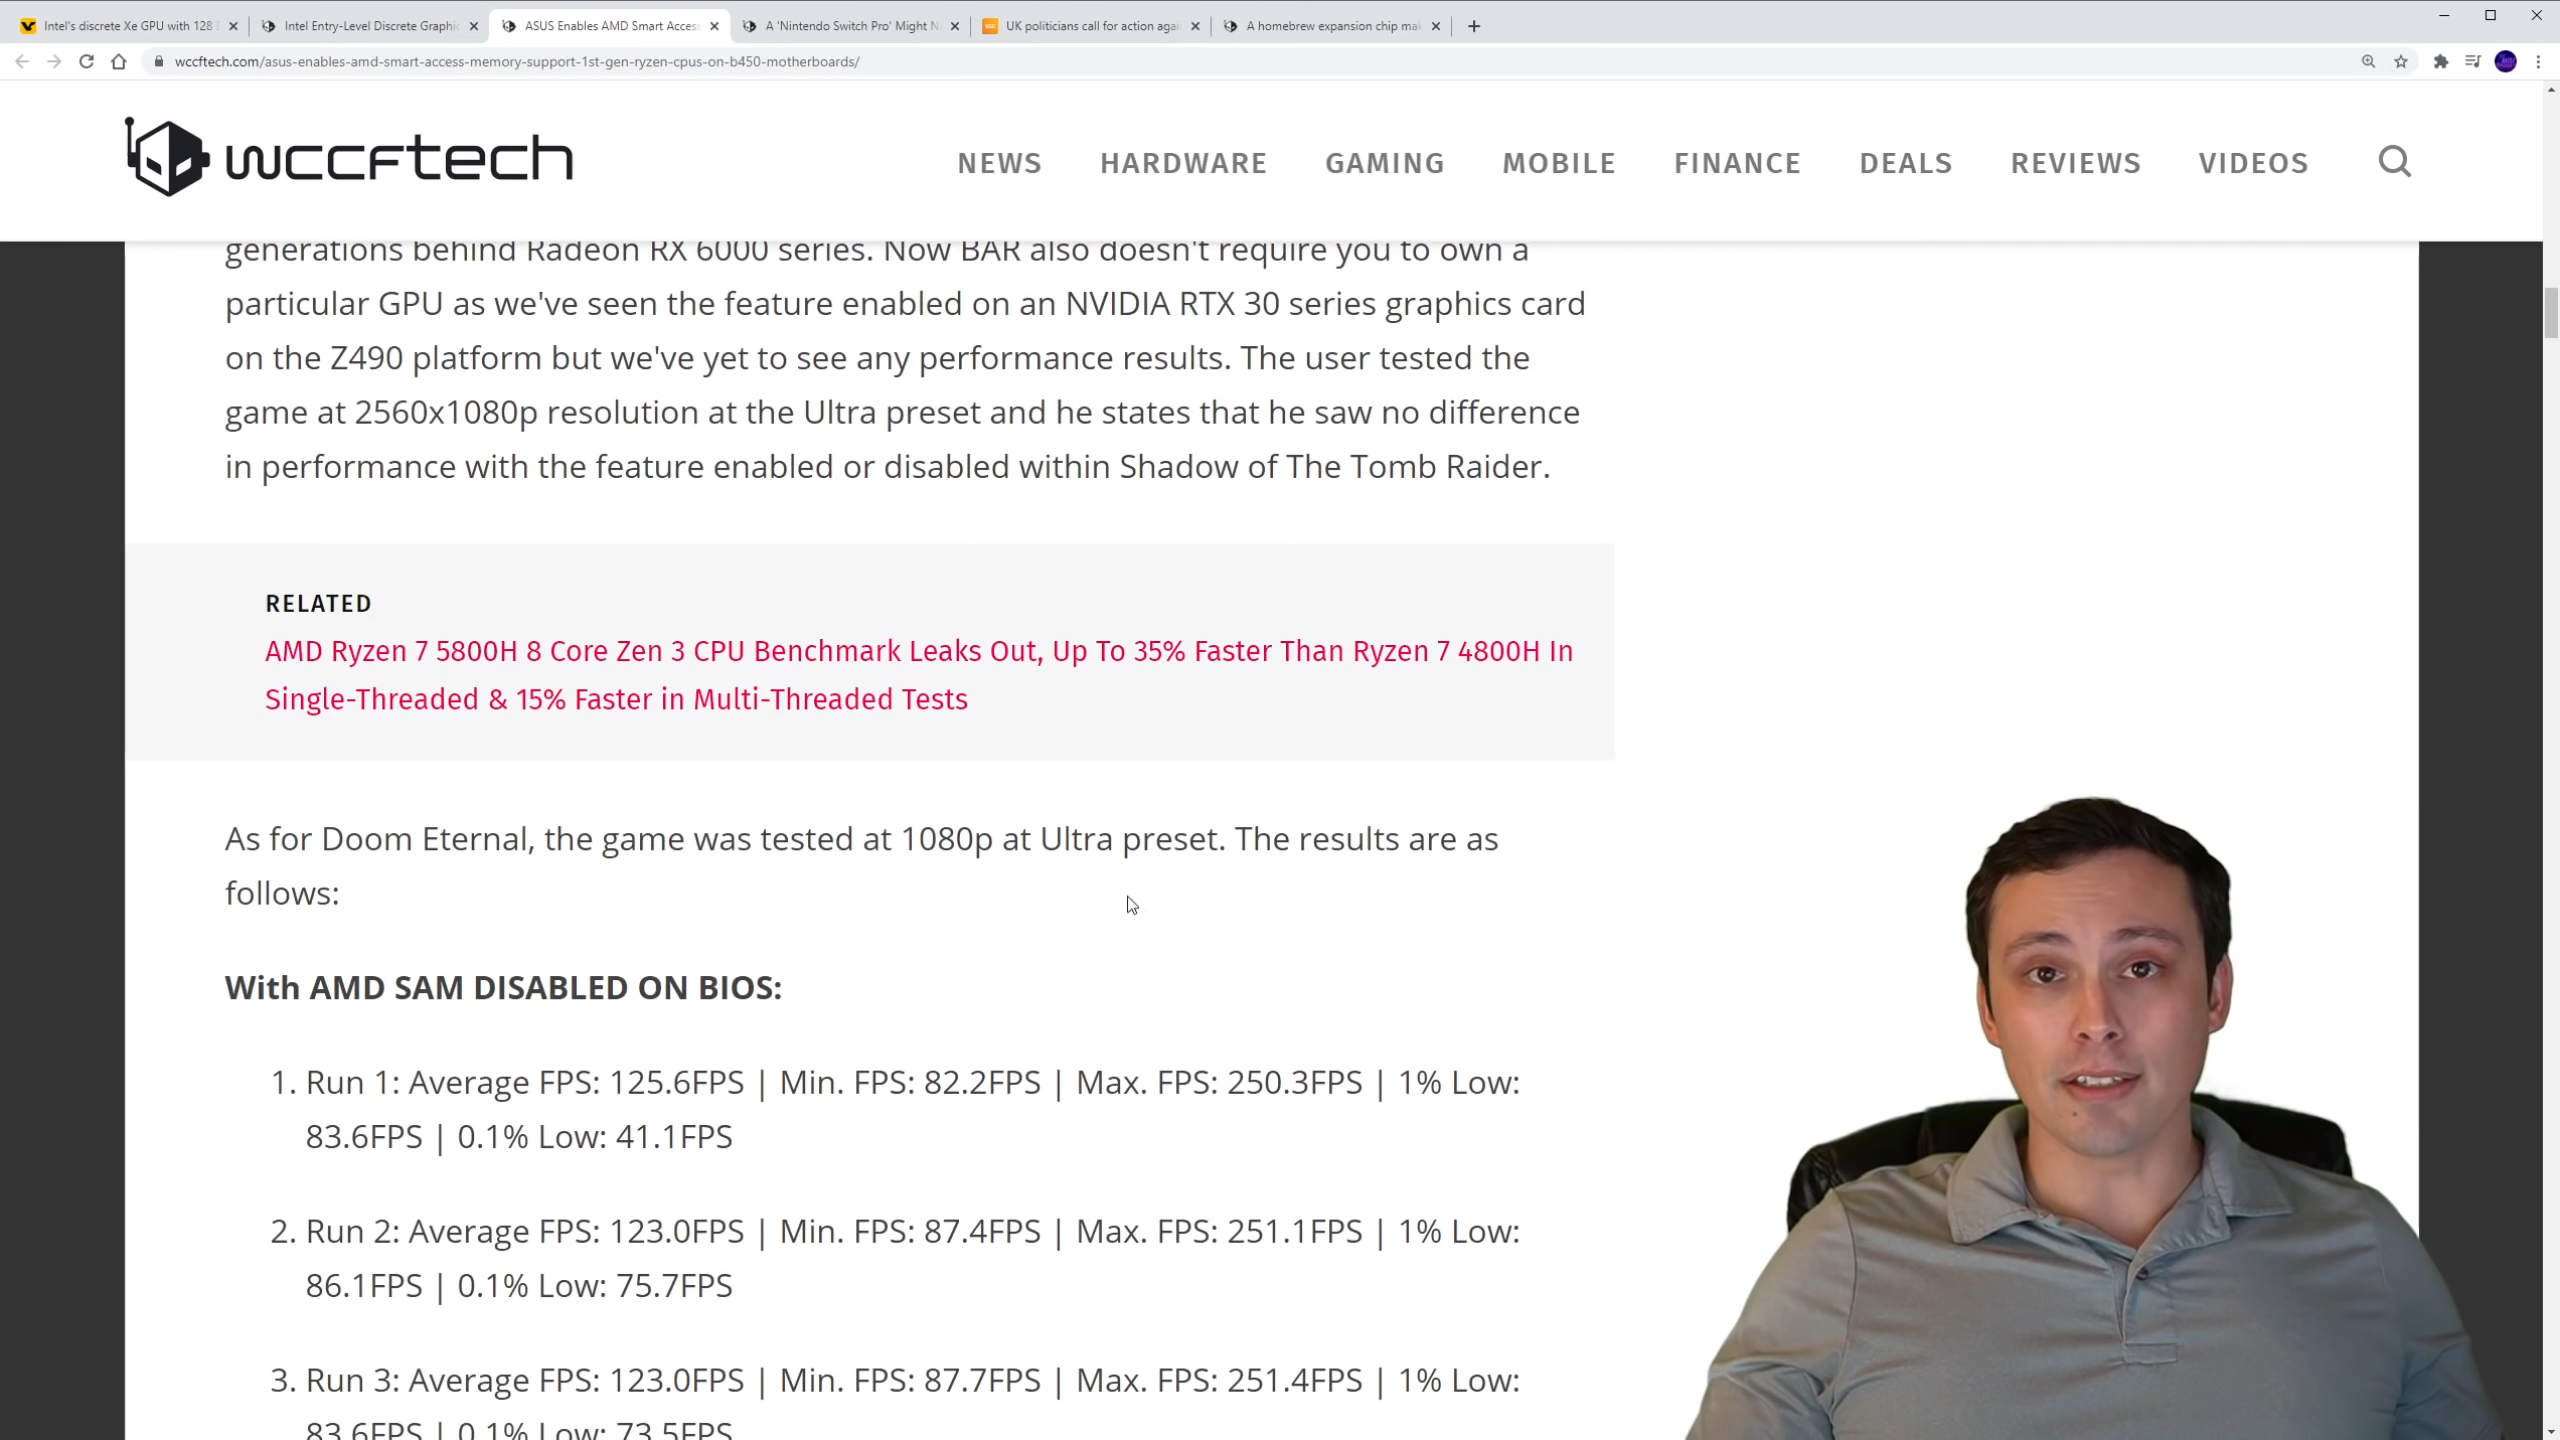 Intel's discrete Xe GPU with 128
Intel Entry-Level Discrete Graphic
ASUS Enables AMD Smart Access
A 'Nintendo Switch Pro' Might N
UK politicians call for action agai
A homebrew expansion chip mak
wccftech.com/asus-enables-amd-smart-access-memory-support-1st-gen-ryzen-cpus-on-b450-motherboards/
wccftech
NEWS HARDWARE GAMING MOBILE FINANCE DEALS REVIEWS VIDEOS
generations behind Radeon RX 6000 series. Now BAR also doesn't require you to own a
particular GPU as we've seen the feature enabled on an NVIDIA RTX 30 series graphics card
on the Z490 platform but we've yet to see any performance results. The user tested the
game at 2560x1080p resolution at the Ultra preset and he states that he saw no difference
in performance with the feature enabled or disabled within Shadow of The Tomb Raider.
RELATED
AMD Ryzen 7 5800H 8 Core Zen 3 CPU Benchmark Leaks Out, Up To 35% Faster Than Ryzen 7 4800H In
Single-Threaded & 15% Faster in Multi-Threaded Tests
As for Doom Eternal, the game was tested at 1080p at Ultra preset. The results are as
follows:
With AMD SAM DISABLED ON BIOS:
1. Run 1: Average FPS: 125.6FPS | Min. FPS: 82.2FPS | Max. FPS: 250.3FPS | 1% Low:
83.6FPS | 0.1% Low: 41.1FPS
2. Run 2: Average FPS: 123.0FPS | Min. FPS: 87.4FPS | Max. FPS: 251.1FPS | 1% Low:
86.1FPS | 0.1% Low: 75.7FPS
3. Run 3: Average FPS: 123.0FPS | Min. FPS: 87.7FPS | Max. FPS: 251.4FPS | 1% Low:
83.6FPS | 0.1% Low: 73.5FPS